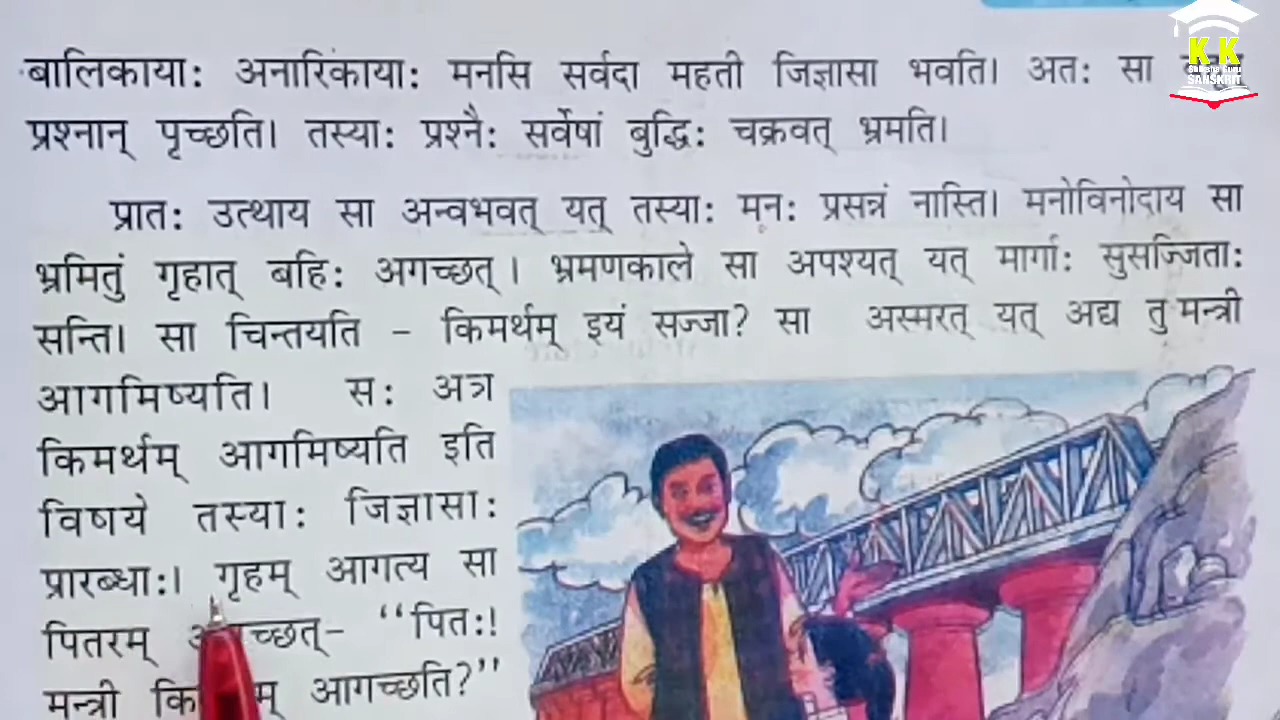 बालिकायाः अनारिकायाः मनसि सर्वदा महती जिज्ञासा भवति। अतः सा
प्रश्नान् पृच्छति। तस्याः प्रश्नैः सर्वेषां बुद्धिः चक्रवत् भ्रमति।
प्रातः उत्थाय सा अन्वभवत् यत् तस्याः मनः प्रसन्नं नास्ति। मनोविनोदाय सा
भ्रमितुं गृहात् बहिः अगच्छत्। भ्रमणकाले सा अपश्यत् यत् मार्गाः सुसज्जिताः
सन्ति। सा चिन्तयति – किमर्थम् इयं सज्जा? सा अस्मरत् यत् अद्य तु मन्त्री
आगमिष्यति। सः अत्र
किमर्थम् आगमिष्यति इति
विषये तस्याः जिज्ञासाः
प्रारब्धाः। गृहम् आगत्य सा
पितरम् –“पितः!
मन्त्री आगच्छति?”
K K
SANSKRIT